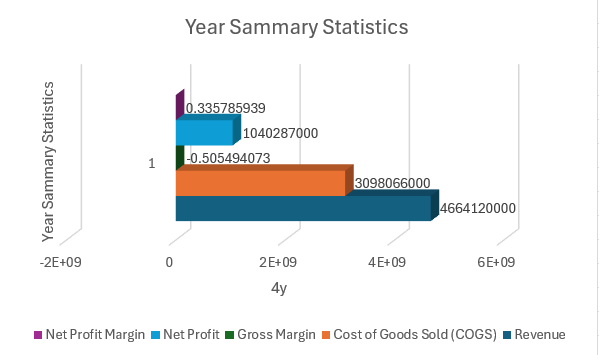 Year Sammary Statistics
Year Sammary Statistics
0.335785939
1040287000
-0.505494073
1
3098066000
4664120000
-2E+09 0 2E+09 4E+09 6E+09
4y
Net Profit Margin Net Profit Gross Margin Cost of Goods Sold (COGS) Revenue